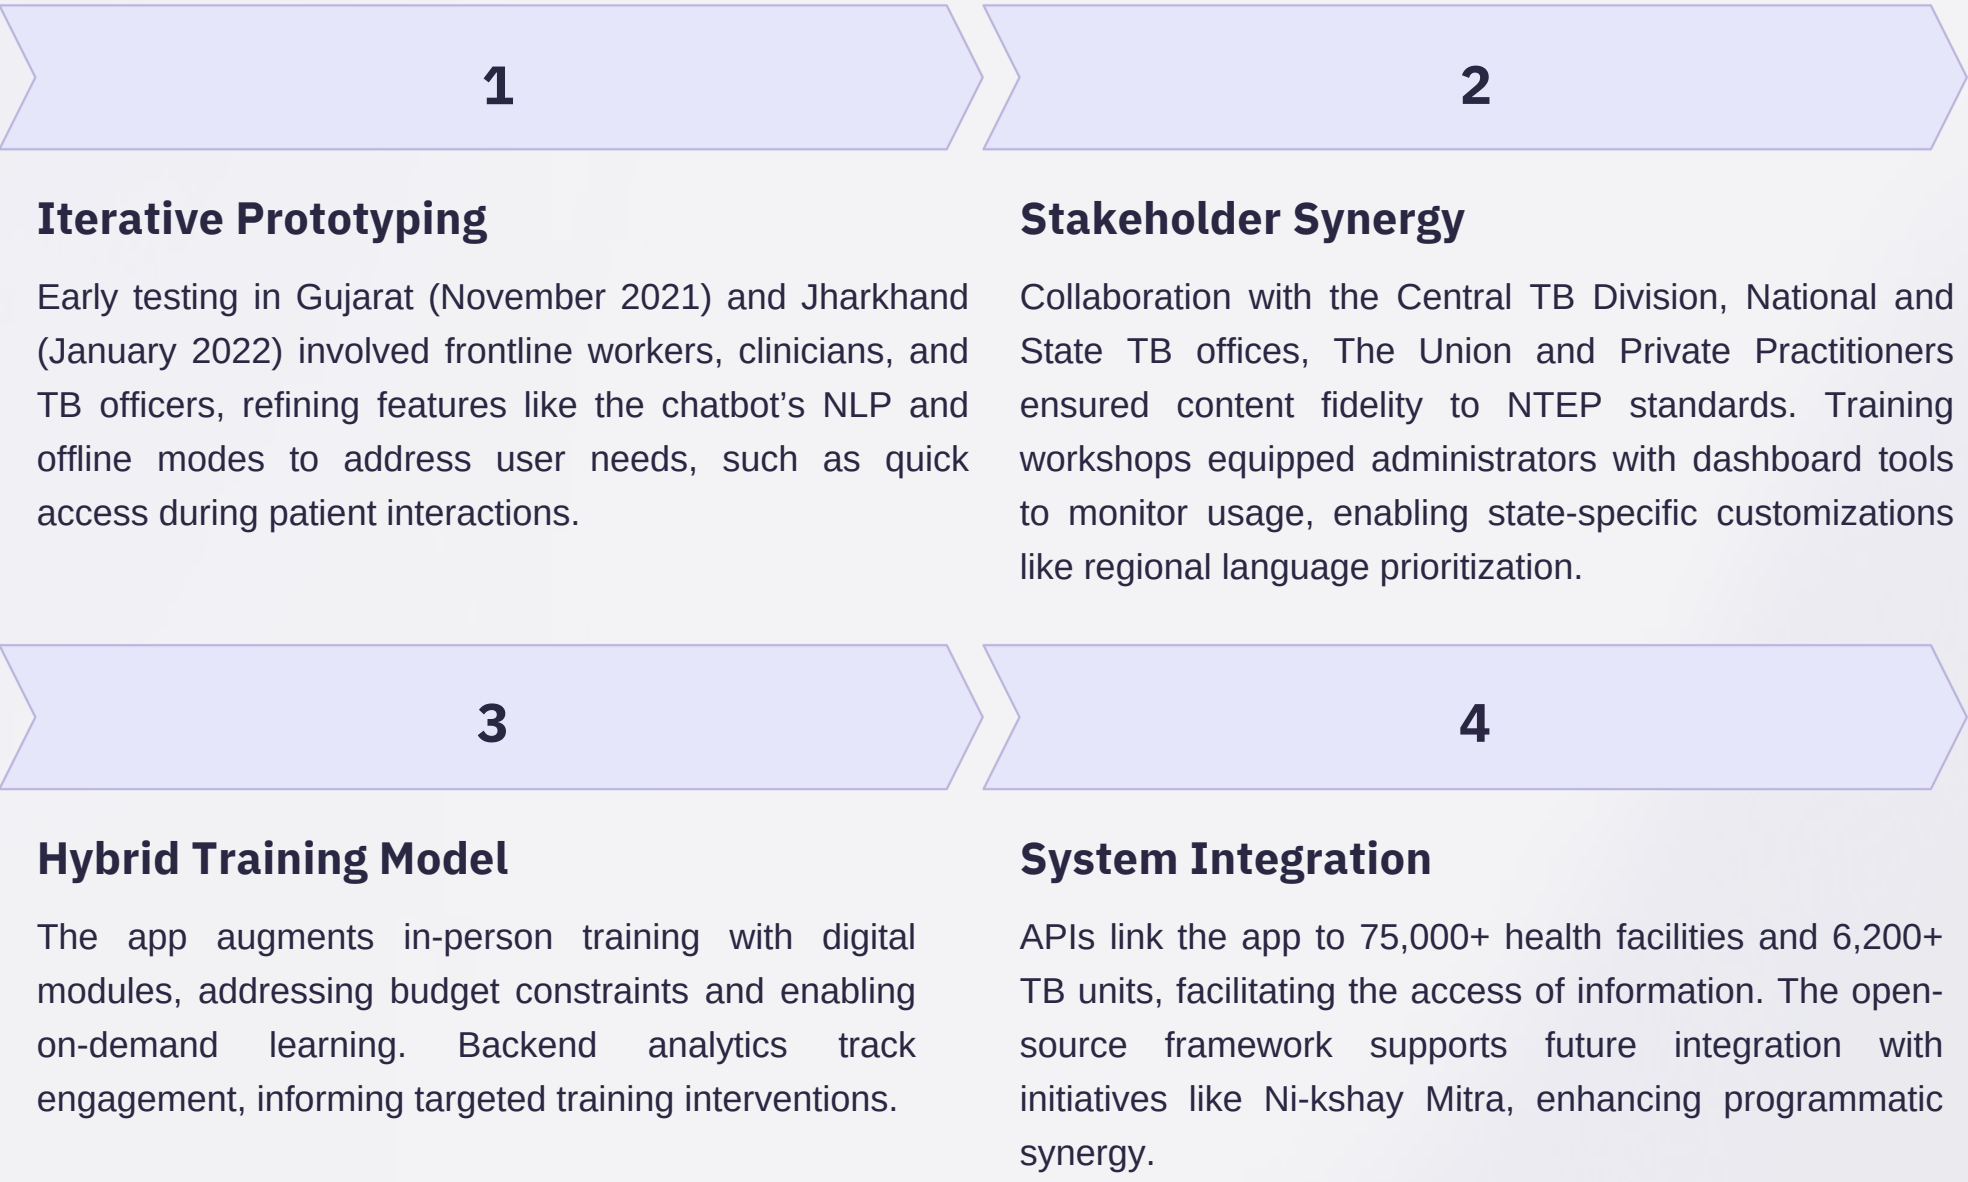 1
Iterative Prototyping
Early testing in Gujarat (November 2021) and Jharkhand
(January 2022) involved frontline workers, clinicians, and
TB officers, refining features like the chatbot’s NLP and
offline modes to address user needs, such as quick
access during patient interactions.
2
Stakeholder Synergy
Collaboration with the Central TB Division, National and
State TB offices, The Union and Private Practitioners
ensured content fidelity to NTEP standards. Training
workshops equipped administrators with dashboard tools
to monitor usage, enabling state-specific customizations
like regional language prioritization.
3
Hybrid Training Model
The app augments in-person training with digital
modules, addressing budget constraints and enabling
on-demand learning. Backend analytics track
engagement, informing targeted training interventions.
4
System Integration
APIs link the app to 75,000+ health facilities and 6,200+
TB units, facilitating the access of information. The open-
source framework supports future integration with
initiatives like Ni-kshay Mitra, enhancing programmatic
synergy.